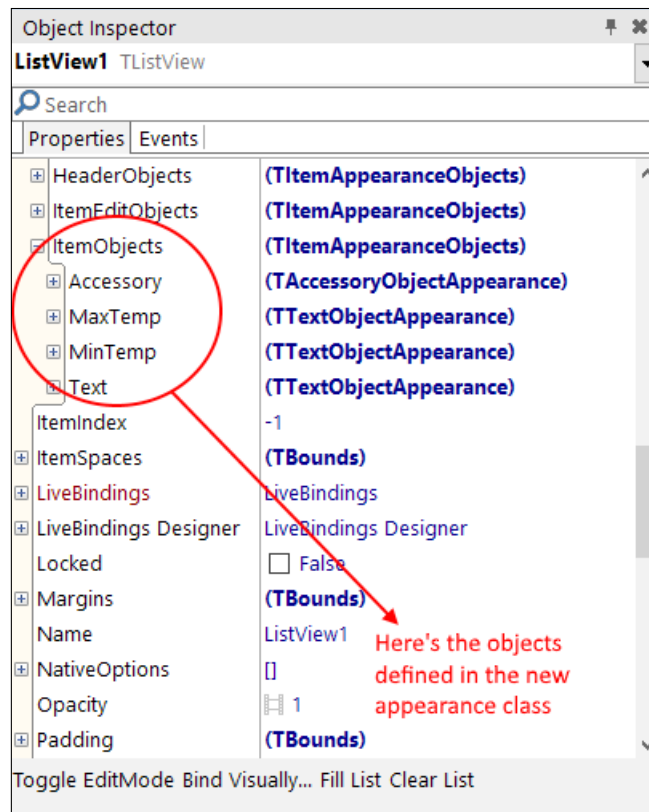 Object Inspector
ListView1 TListView
Search
Properties Events
HeaderObjects (TItemAppearanceObjects)
ItemEditObjects (TItemAppearanceObjects)
ItemObjects (TItemAppearanceObjects)
Accessory (TAccessoryObjectAppearance)
MaxTemp (TTextObjectAppearance)
MinTemp (TTextObjectAppearance)
Text (TTextObjectAppearance)
ItemIndex -1
ItemSpaces (TBounds)
LiveBindings LiveBindings
LiveBindings Designer LiveBindings Designer
Locked False
Margins (TBounds)
Name ListView1
NativeOptions []
Opacity 1
Padding (TBounds)
Here's the objects
defined in the new
appearance class
Toggle EditMode Bind Visually... Fill List Clear List